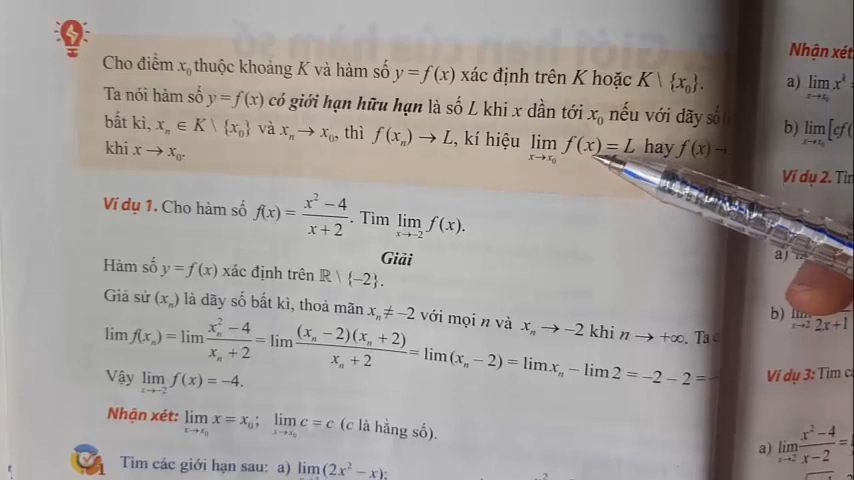 Cho điểm x₀ thuộc khoảng K và hàm số y = f(x) xác định trên K hoặc K \ {x₀}.
Ta nói hàm số y = f(x) có giới hạn hữu hạn là số L khi x dần tới x₀ nếu với dãy số
bất kì, xₙ ∈ K \ {x₀} và xₙ → x₀, thì f(xₙ) → L, kí hiệu lim_{x→x₀} f(x) = L hay f(x) →
khi x → x₀.
Ví dụ 1. Cho hàm số f(x) = (x² − 4)/(x + 2). Tìm lim_{x→−2} f(x).
Giải
Hàm số y = f(x) xác định trên ℝ \ {−2}.
Giả sử (xₙ) là dãy số bất kì, thoả mãn xₙ ≠ −2 với mọi n và xₙ → −2 khi n → +∞. Ta
lim f(xₙ) = lim (xₙ² − 4)/(xₙ + 2) = lim ((xₙ − 2)(xₙ + 2))/(xₙ + 2) = lim(xₙ − 2) = lim xₙ − lim 2 = −2 − 2 =
Vậy lim_{x→−2} f(x) = −4.
Nhận xét: lim_{x→x₀} x = x₀; lim_{x→x₀} c = c (c là hằng số).
1 Tìm các giới hạn sau: a) lim (2x² − x);
Nhận xét
a) lim_{x→x₀} xᵏ
b) lim_{x→x₀} [cf(
Ví dụ 2. Tìn
a)
b) 2x + 1
Ví dụ 3: Tìm c
a) lim_{x→2} (x² − 4)/(x − 2) =